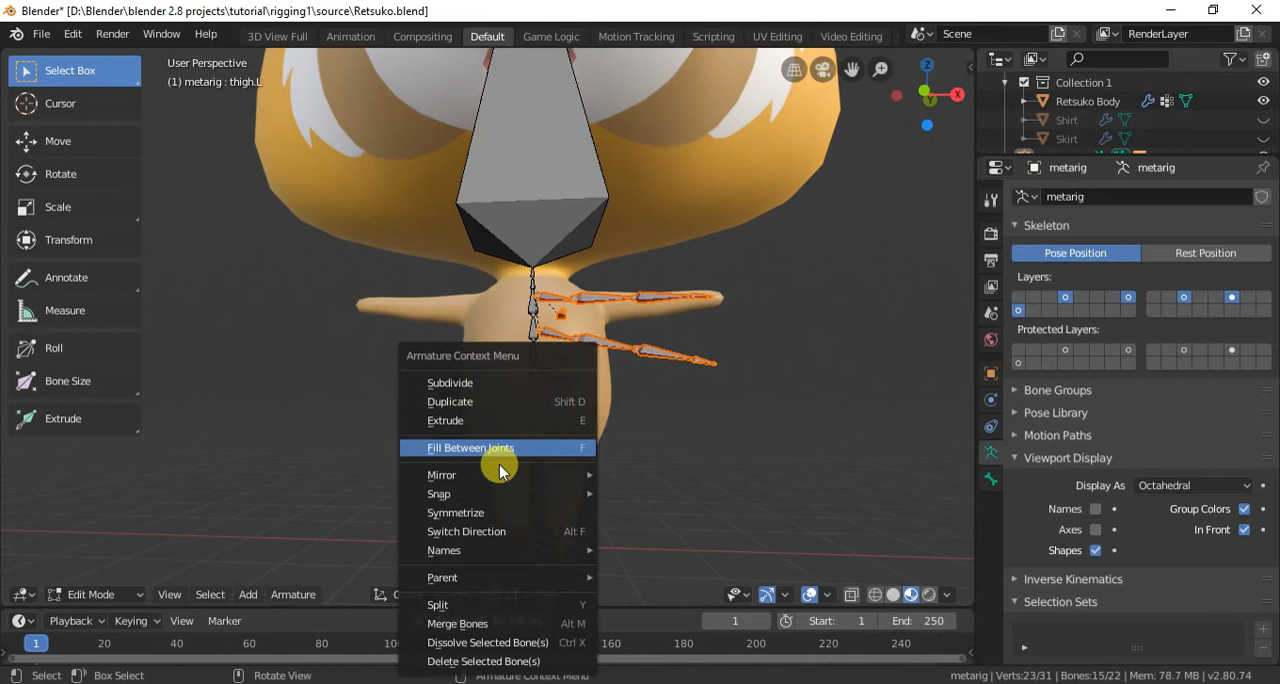 Blender* [D:\Blender\blender 2.8 projects\tutorial\rigging1\source\Retsuko.blend]
File Edit Render Window Help
3D View Full Animation Compositing Default Game Logic Motion Tracking Scripting UV Editing Video Editing
Scene
RenderLayer
Select Box
Cursor
Move
Rotate
Scale
Transform
Annotate
Measure
Roll
Bone Size
Extrude
User Perspective
(1) metarig : thigh.L
Z
X
Y
Armature Context Menu
Subdivide
Duplicate Shift D
Extrude E
Fill Between Joints F
Mirror
Snap
Symmetrize
Switch Direction Alt F
Names
Parent
Split Y
Merge Bones Alt M
Dissolve Selected Bone(s) Ctrl X
Delete Selected Bone(s)
Collection 1
Retsuko Body
Shirt
Skirt
metarig metarig
metarig
Skeleton
Pose Position Rest Position
Layers:
Protected Layers:
Bone Groups
Pose Library
Motion Paths
Viewport Display
Display As Octahedral
Names Group Colors
Axes In Front
Shapes
Inverse Kinematics
Selection Sets
Edit Mode View Select Add Armature
Playback Keying View Marker
1 Start: 1 End: 250
1 20 40 60 80 180 200 220 240
Select Box Select Rotate View Armature Context Menu
metarig | Verts:23/31 | Bones:15/22 | Mem: 78.7 MB | v2.80.74